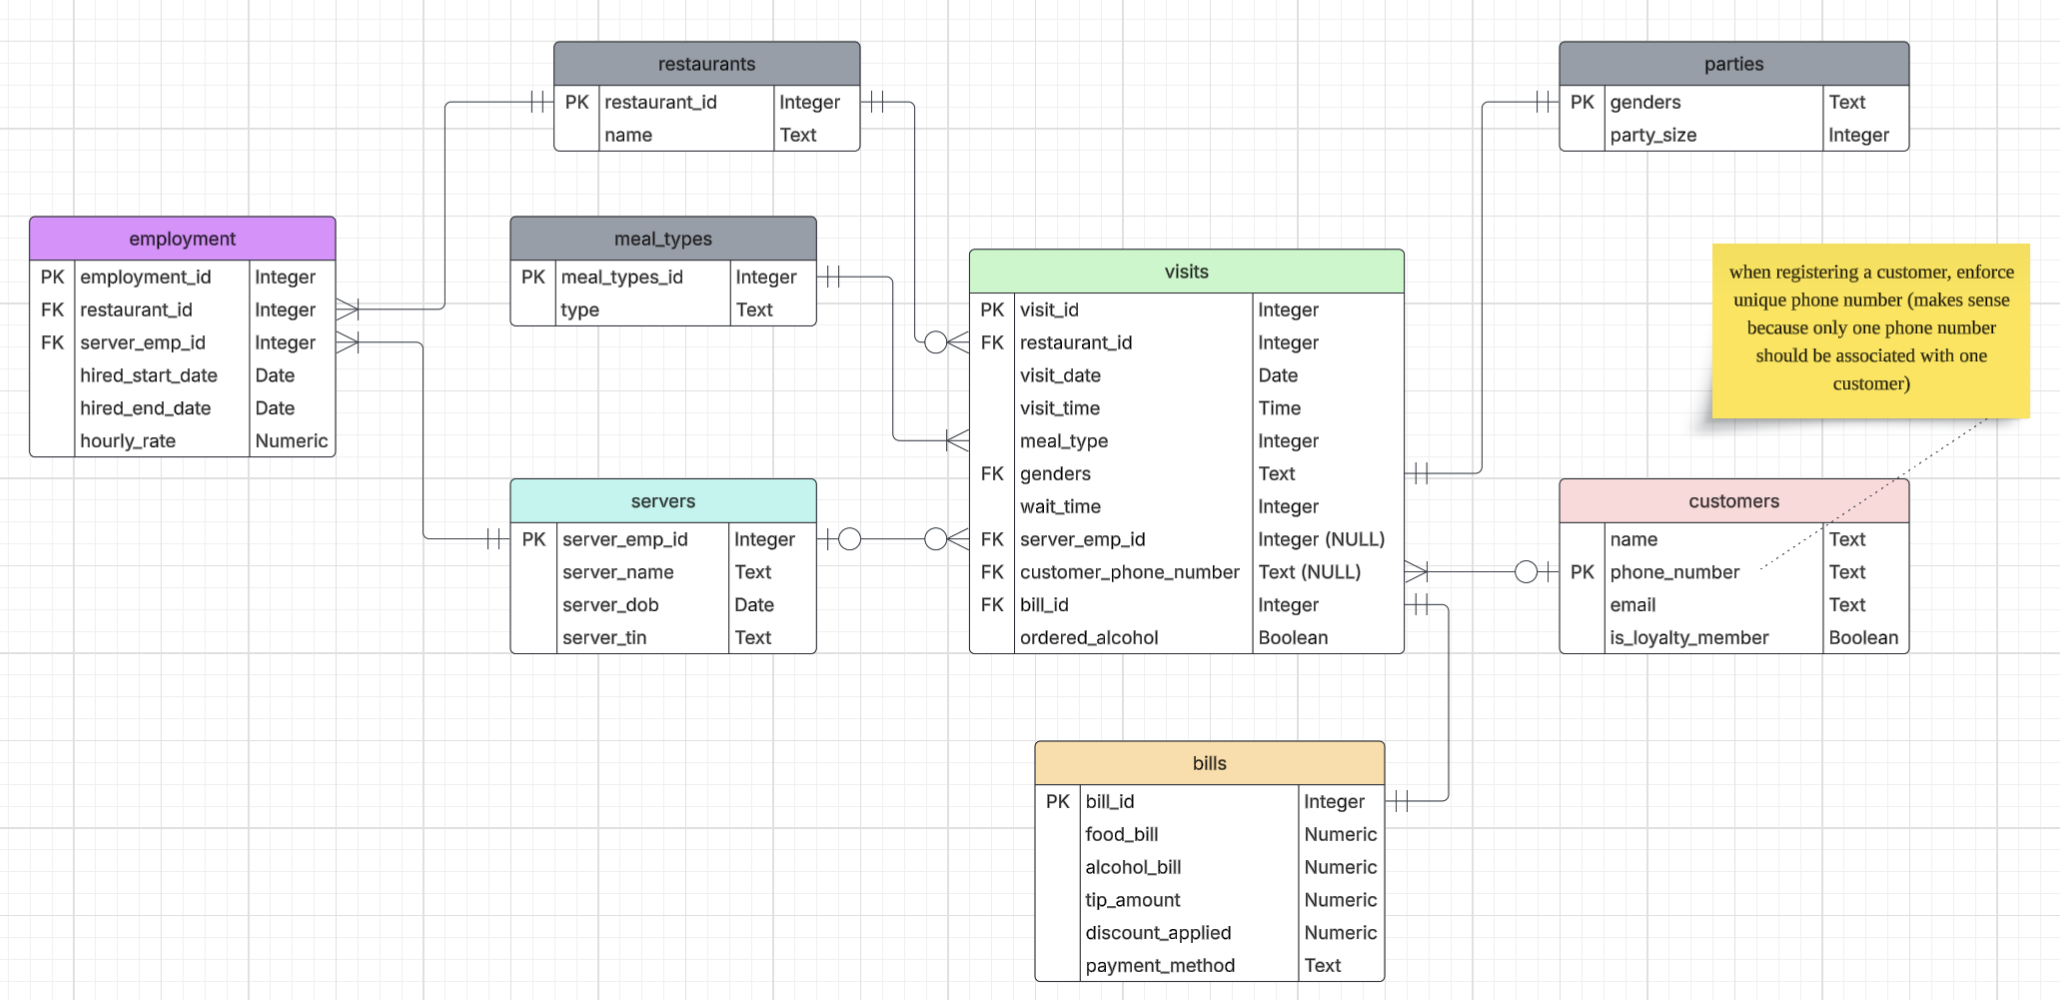 restaurants
PK restaurant_id Integer
name Text
parties
PK genders Text
party_size Integer
employment
PK employment_id Integer
FK restaurant_id Integer
FK server_emp_id Integer
hired_start_date Date
hired_end_date Date
hourly_rate Numeric
meal_types
PK meal_types_id Integer
type Text
visits
PK visit_id Integer
FK restaurant_id Integer
visit_date Date
visit_time Time
meal_type Integer
FK genders Text
wait_time Integer
FK server_emp_id Integer (NULL)
FK customer_phone_number Text (NULL)
FK bill_id Integer
ordered_alcohol Boolean
when registering a customer, enforce
unique phone number (makes sense
because only one phone number
should be associated with one
customer)
servers
PK server_emp_id Integer
server_name Text
server_dob Date
server_tin Text
customers
name Text
PK phone_number Text
email Text
is_loyalty_member Boolean
bills
PK bill_id Integer
food_bill Numeric
alcohol_bill Numeric
tip_amount Numeric
discount_applied Numeric
payment_method Text